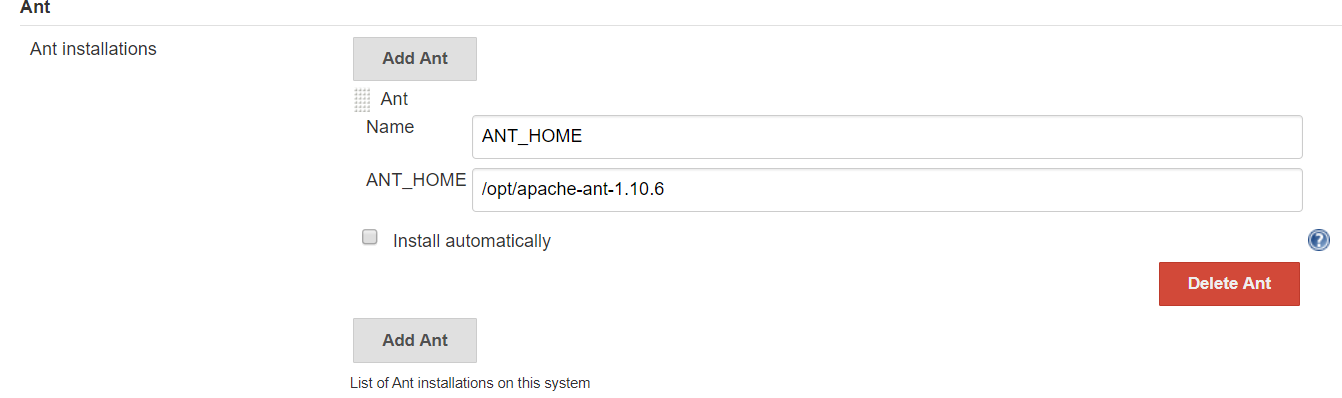 Ant
Ant installations
Add Ant
Ant
Name
ANT_HOME
ANT_HOME
/opt/apache-ant-1.10.6
Install automatically
?
Delete Ant
Add Ant
List of Ant installations on this system